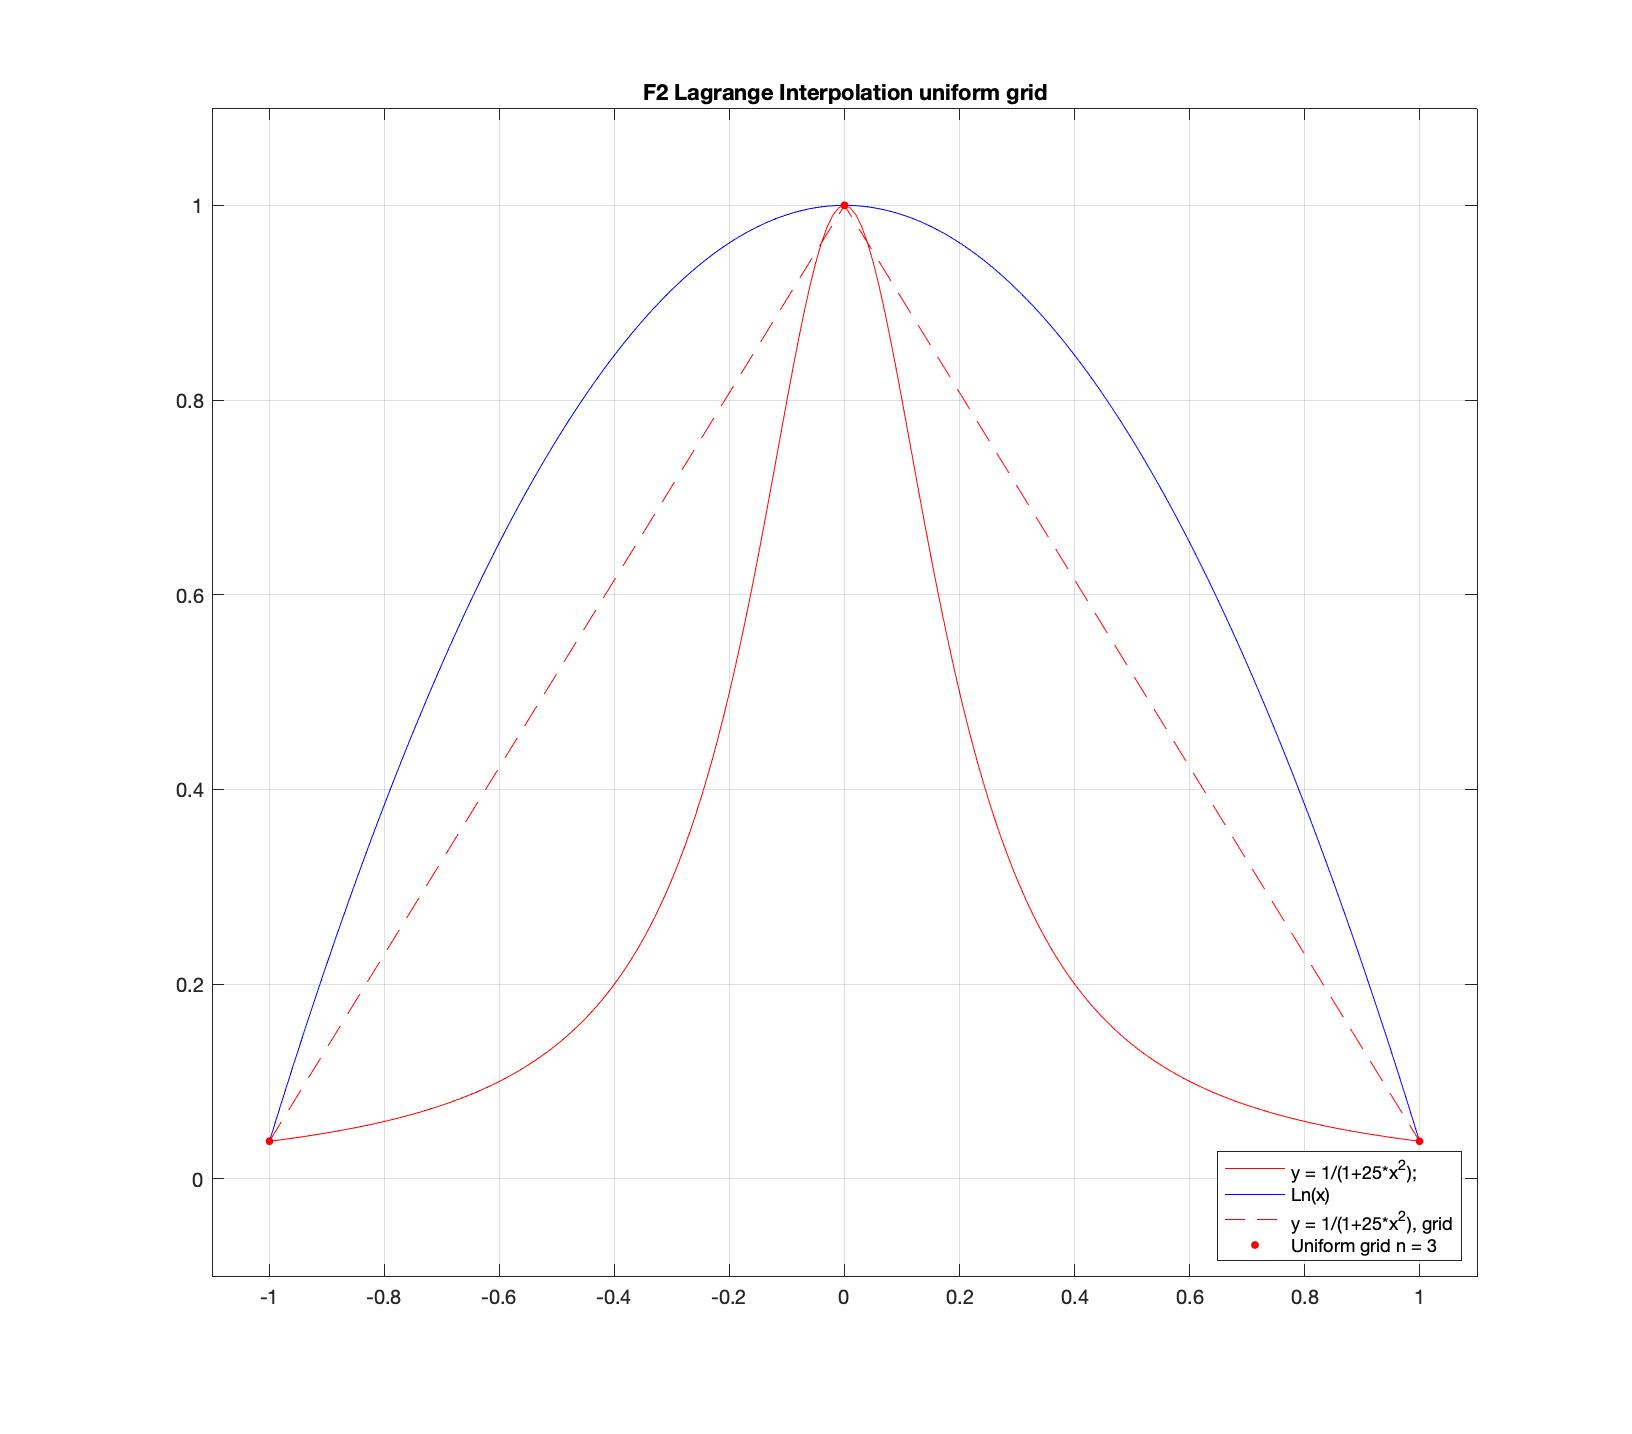 F2 Lagrange Interpolation uniform grid
1
0.8
0.6
0.4
0.2
0
y = 1/(1+25*x²);
Ln(x)
y = 1/(1+25*x²), grid
Uniform grid n = 3
-1 -0.8 -0.6 -0.4 -0.2 0 0.2 0.4 0.6 0.8 1